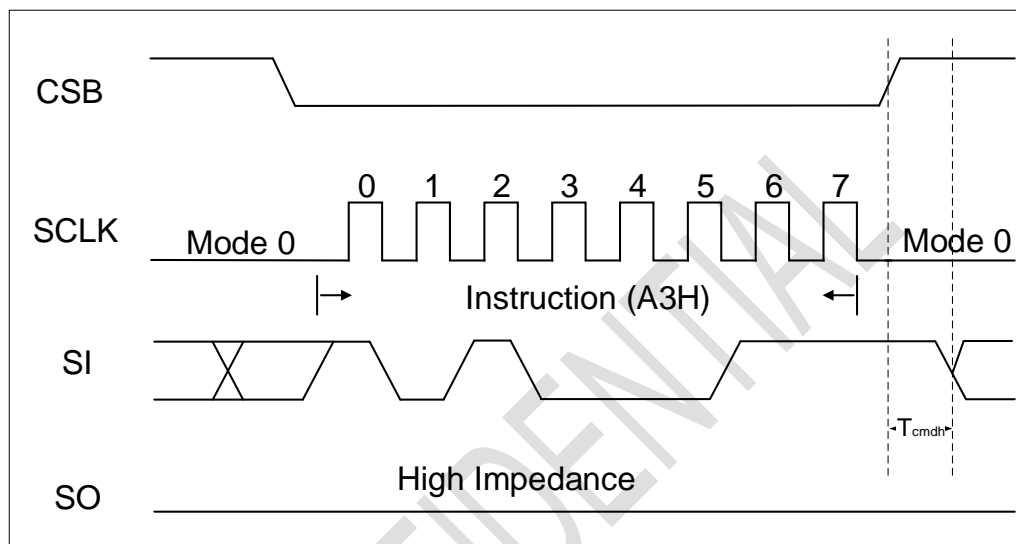 CSB
0 1 2 3 4 5 6 7
SCLK
Mode 0
Mode 0
Instruction (A3H)
SI
Tcmdh
High Impedance
SO
FIDENTIAL